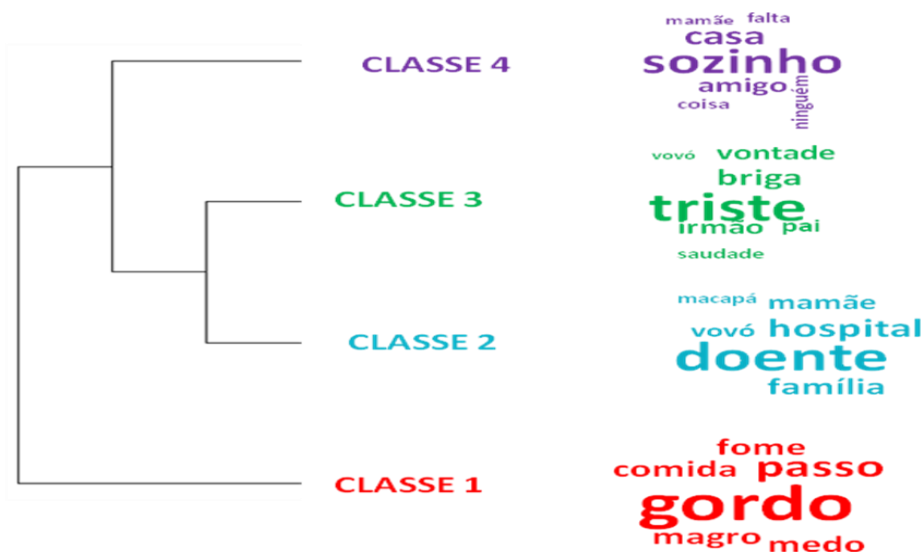 CLASSE 4
mamãe falta
casa
sozinho
amigo
coisa
ninguém
CLASSE 3
vovó vontade
briga
triste
irmão pai
saudade
CLASSE 2
macapá mamãe
vovó hospital
doente
família
CLASSE 1
fome
comida passo
gordo
magro medo